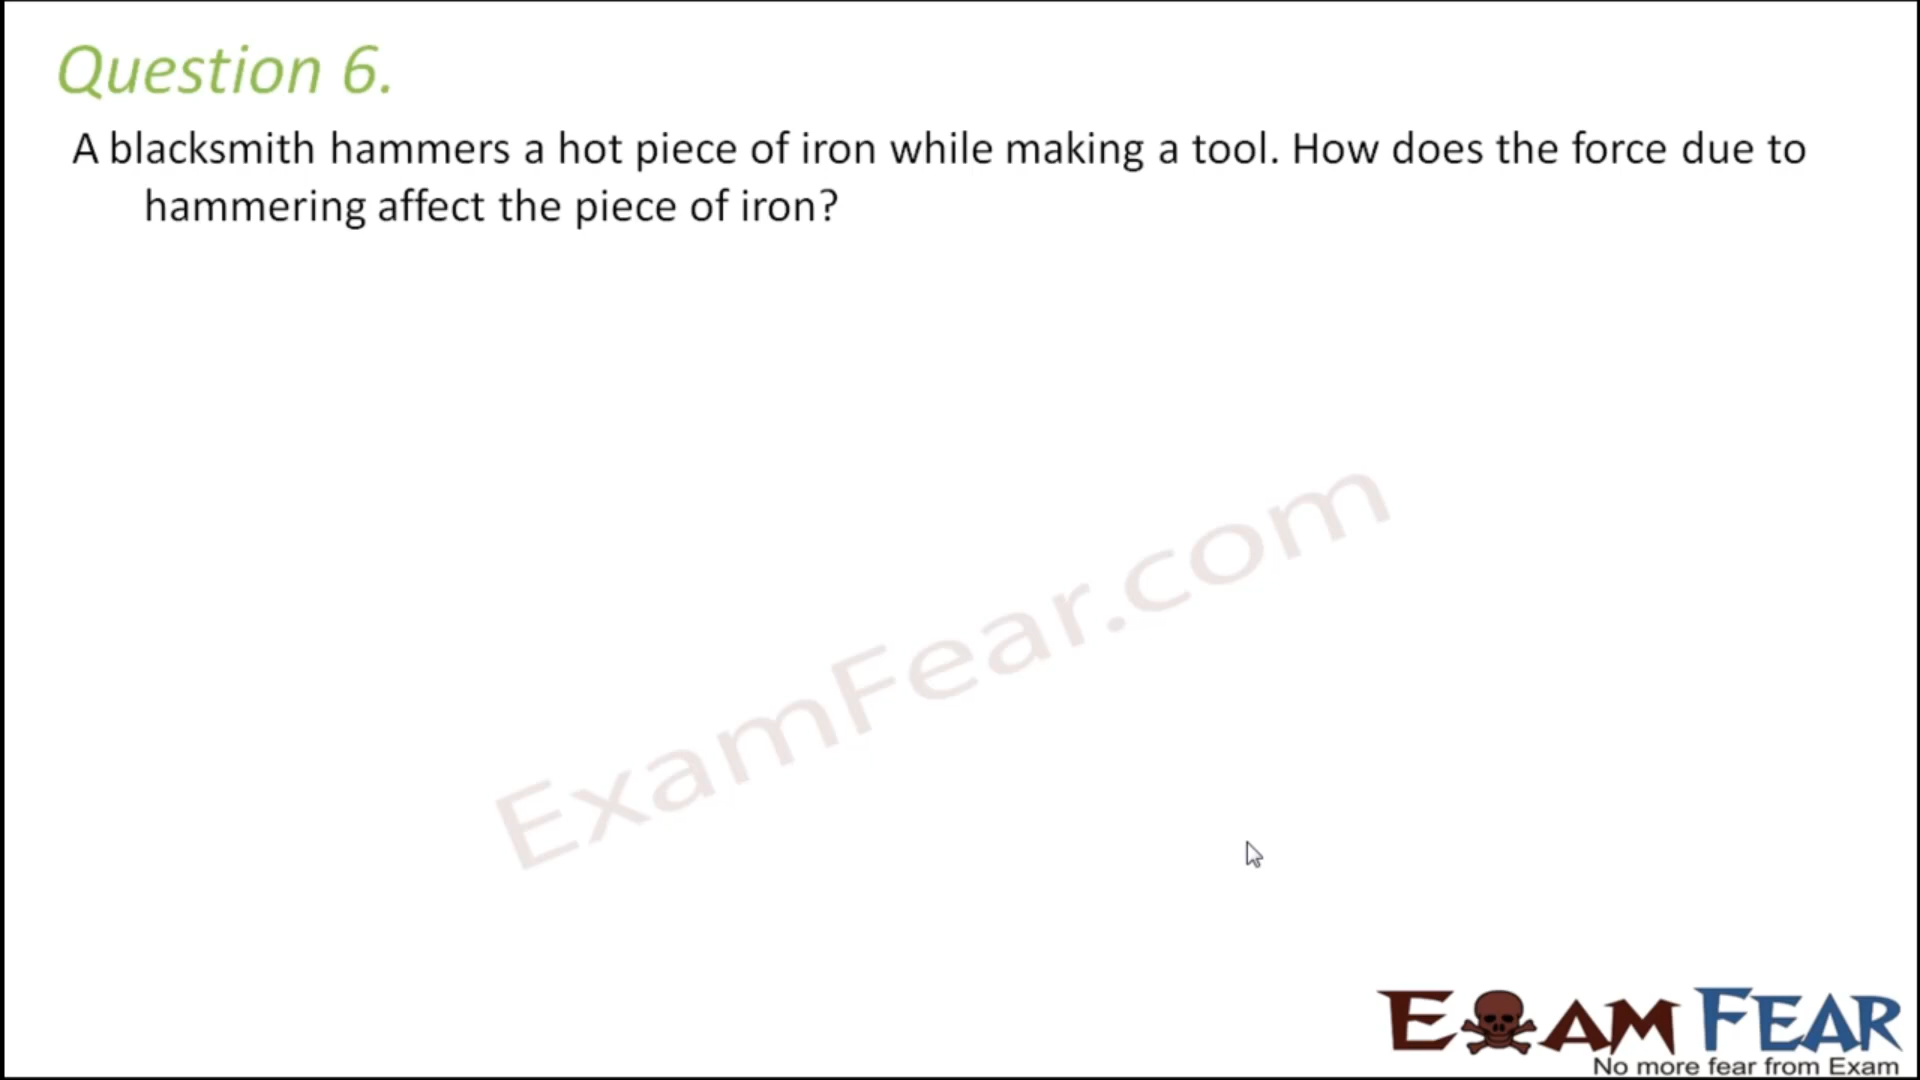 Question 6.
A blacksmith hammers a hot piece of iron while making a tool. How does the force due to
hammering affect the piece of iron?
ExamFear.com
EXAM FEAR
No more fear from Exam